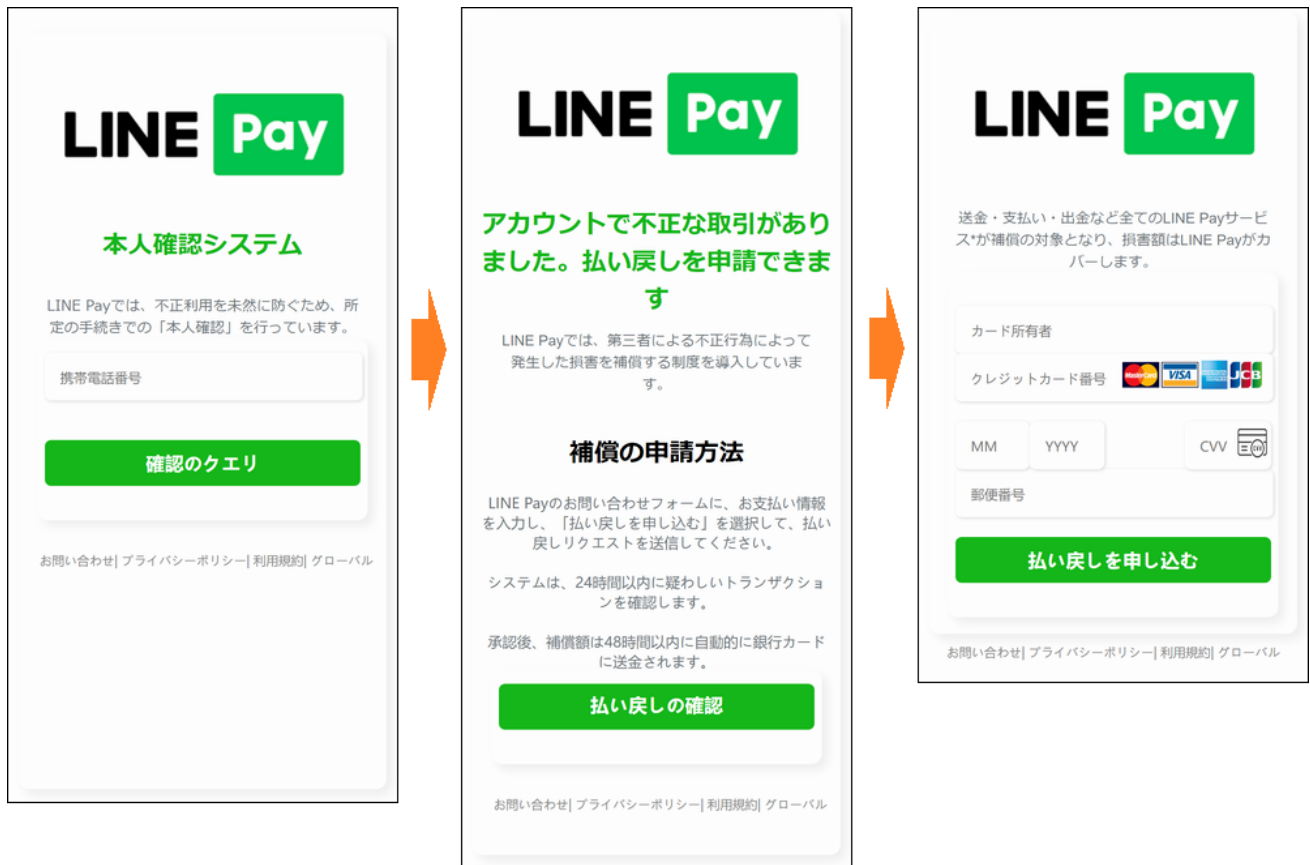 LINE Pay
本人確認システム
LINE Payでは、不正利用を未然に防ぐため、所
定の手続きでの「本人確認」を行っています。
携帯電話番号
確認のクエリ
お問い合わせ| プライバシーポリシー| 利用規約| グローバル
LINE Pay
アカウントで不正な取引があり
ました。払い戻しを申請できま
す
LINE Payでは、第三者による不正行為によって
発生した損害を補償する制度を導入していま
す。
補償の申請方法
LINE Payのお問い合わせフォームに、お支払い情報
を入力し、「払い戻しを申し込む」を選択して、払い
戻しリクエストを送信してください。
システムは、24時間以内に疑わしいトランザクショ
ンを確認します。
承認後、補償額は48時間以内に自動的に銀行カード
に送金されます。
払い戻しの確認
お問い合わせ| プライバシーポリシー| 利用規約| グローバル
LINE Pay
送金・支払い・出金など全てのLINE Payサービ
ス*が補償の対象となり、損害額はLINE Payがカ
バーします。
カード所有者
クレジットカード番号 MasterCard VISA JCB
MM YYYY CVV
郵便番号
払い戻しを申し込む
お問い合わせ| プライバシーポリシー| 利用規約| グローバル